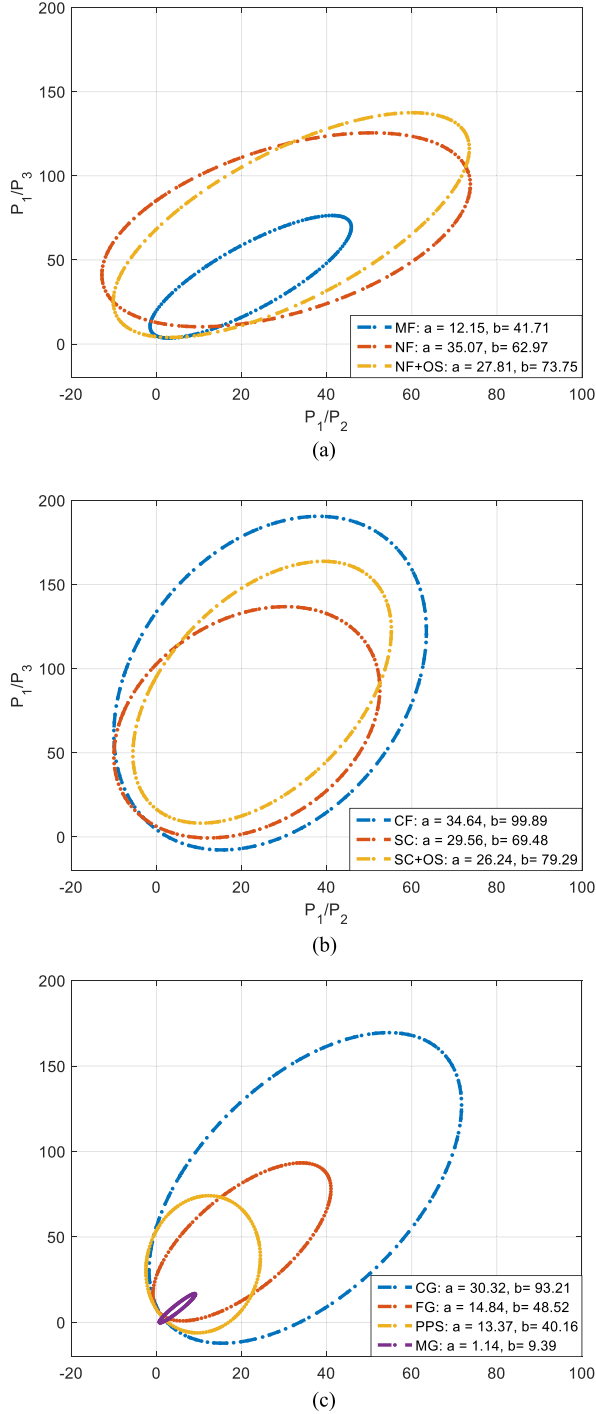 200
150
100
50
0
P1/P3
MF: a = 12.15, b= 41.71
NF: a = 35.07, b= 62.97
NF+OS: a = 27.81, b= 73.75
-20 0 20 40 60 80 100
P1/P2
(a)
200
150
100
50
0
P1/P3
CF: a = 34.64, b= 99.89
SC: a = 29.56, b= 69.48
SC+OS: a = 26.24, b= 79.29
-20 0 20 40 60 80 100
P1/P2
(b)
200
150
100
50
0
CG: a = 30.32, b= 93.21
FG: a = 14.84, b= 48.52
PPS: a = 13.37, b= 40.16
MG: a = 1.14, b= 9.39
-20 0 20 40 60 80 100
(c)